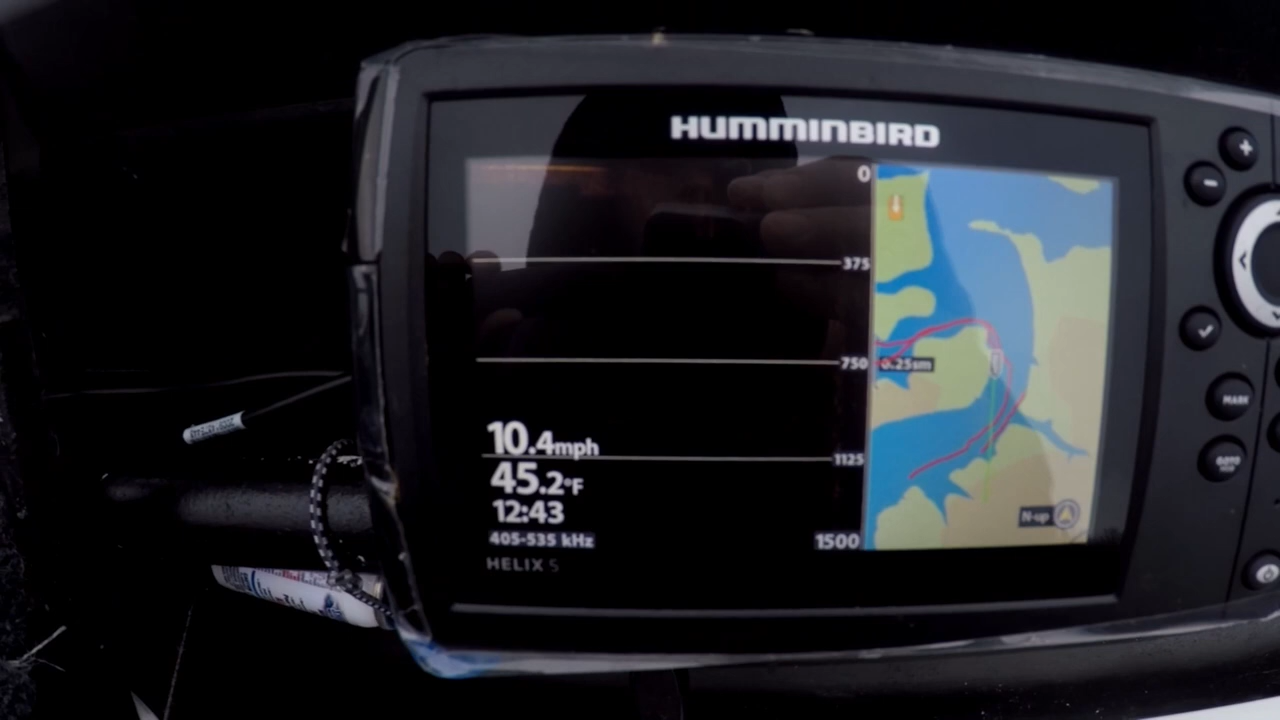 HUMMINBIRD
0
375
750
0.25sm
10.4mph
1125
45.2°F
12:43
405-535 kHz
1500
N-up
HELIX 5
+
-
MARK